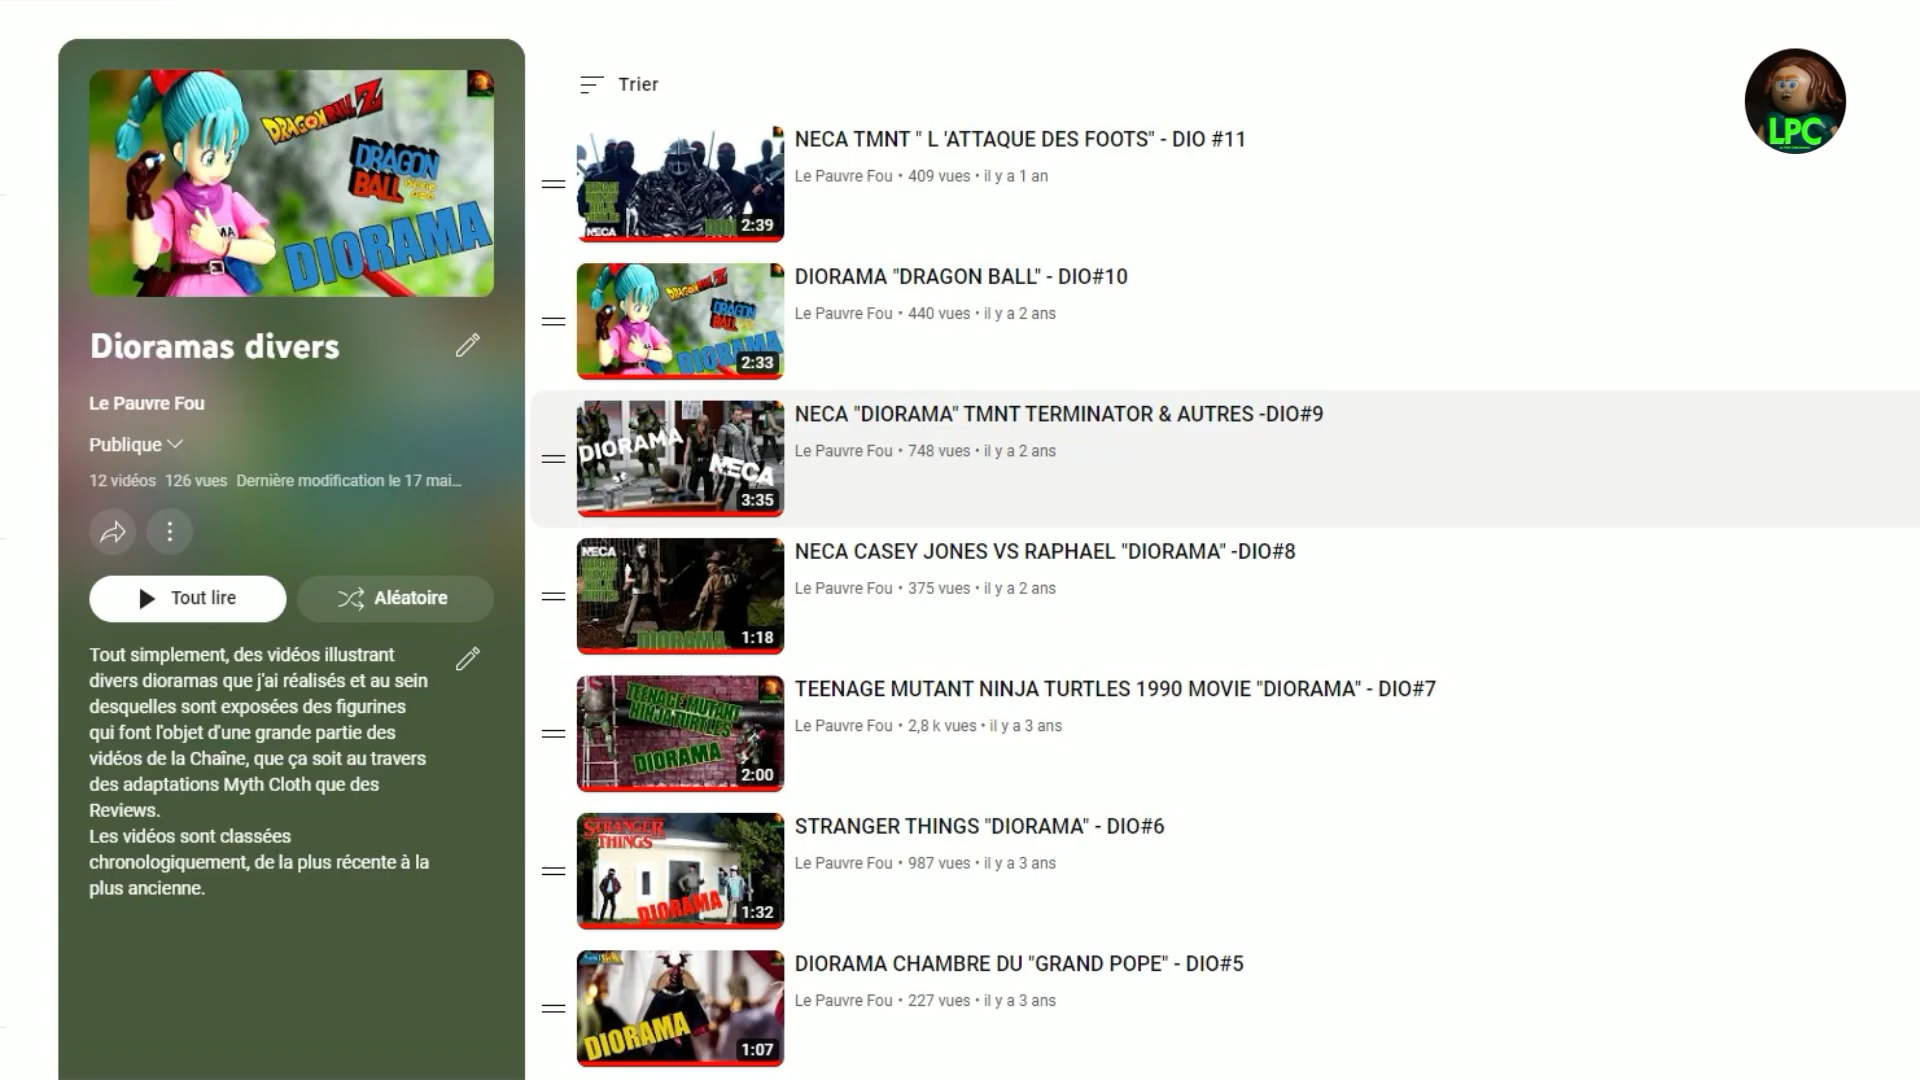 DRAGON BALL Z
DRAGON
BALL
DIORAMA
Dioramas divers
Le Pauvre Fou
Publique
12 vidéos 126 vues Dernière modification le 17 mai...
Tout lire
Aléatoire
Tout simplement, des vidéos illustrant
divers dioramas que j'ai réalisés et au sein
desquelles sont exposées des figurines
qui font l'objet d'une grande partie des
vidéos de la Chaîne, que ça soit au travers
des adaptations Myth Cloth que des
Reviews.
Les vidéos sont classées
chronologiquement, de la plus récente à la
plus ancienne.
Trier
LPC
NECA
2:39
NECA TMNT " L 'ATTAQUE DES FOOTS" - DIO #11
Le Pauvre Fou • 409 vues • il y a 1 an
DRAGON BALL Z
DRAGON
BALL
DIORAMA
2:33
DIORAMA "DRAGON BALL" - DIO#10
Le Pauvre Fou • 440 vues • il y a 2 ans
DIORAMA
NECA
3:35
NECA "DIORAMA" TMNT TERMINATOR & AUTRES -DIO#9
Le Pauvre Fou • 748 vues • il y a 2 ans
NECA
DIORAMA
1:18
NECA CASEY JONES VS RAPHAEL "DIORAMA" -DIO#8
Le Pauvre Fou • 375 vues • il y a 2 ans
TEENAGE MUTANT
NINJA TURTLES
DIORAMA
2:00
TEENAGE MUTANT NINJA TURTLES 1990 MOVIE "DIORAMA" - DIO#7
Le Pauvre Fou • 2,8 k vues • il y a 3 ans
STRANGER
THINGS
DIORAMA
1:32
STRANGER THINGS "DIORAMA" - DIO#6
Le Pauvre Fou • 987 vues • il y a 3 ans
DIORAMA
1:07
DIORAMA CHAMBRE DU "GRAND POPE" - DIO#5
Le Pauvre Fou • 227 vues • il y a 3 ans